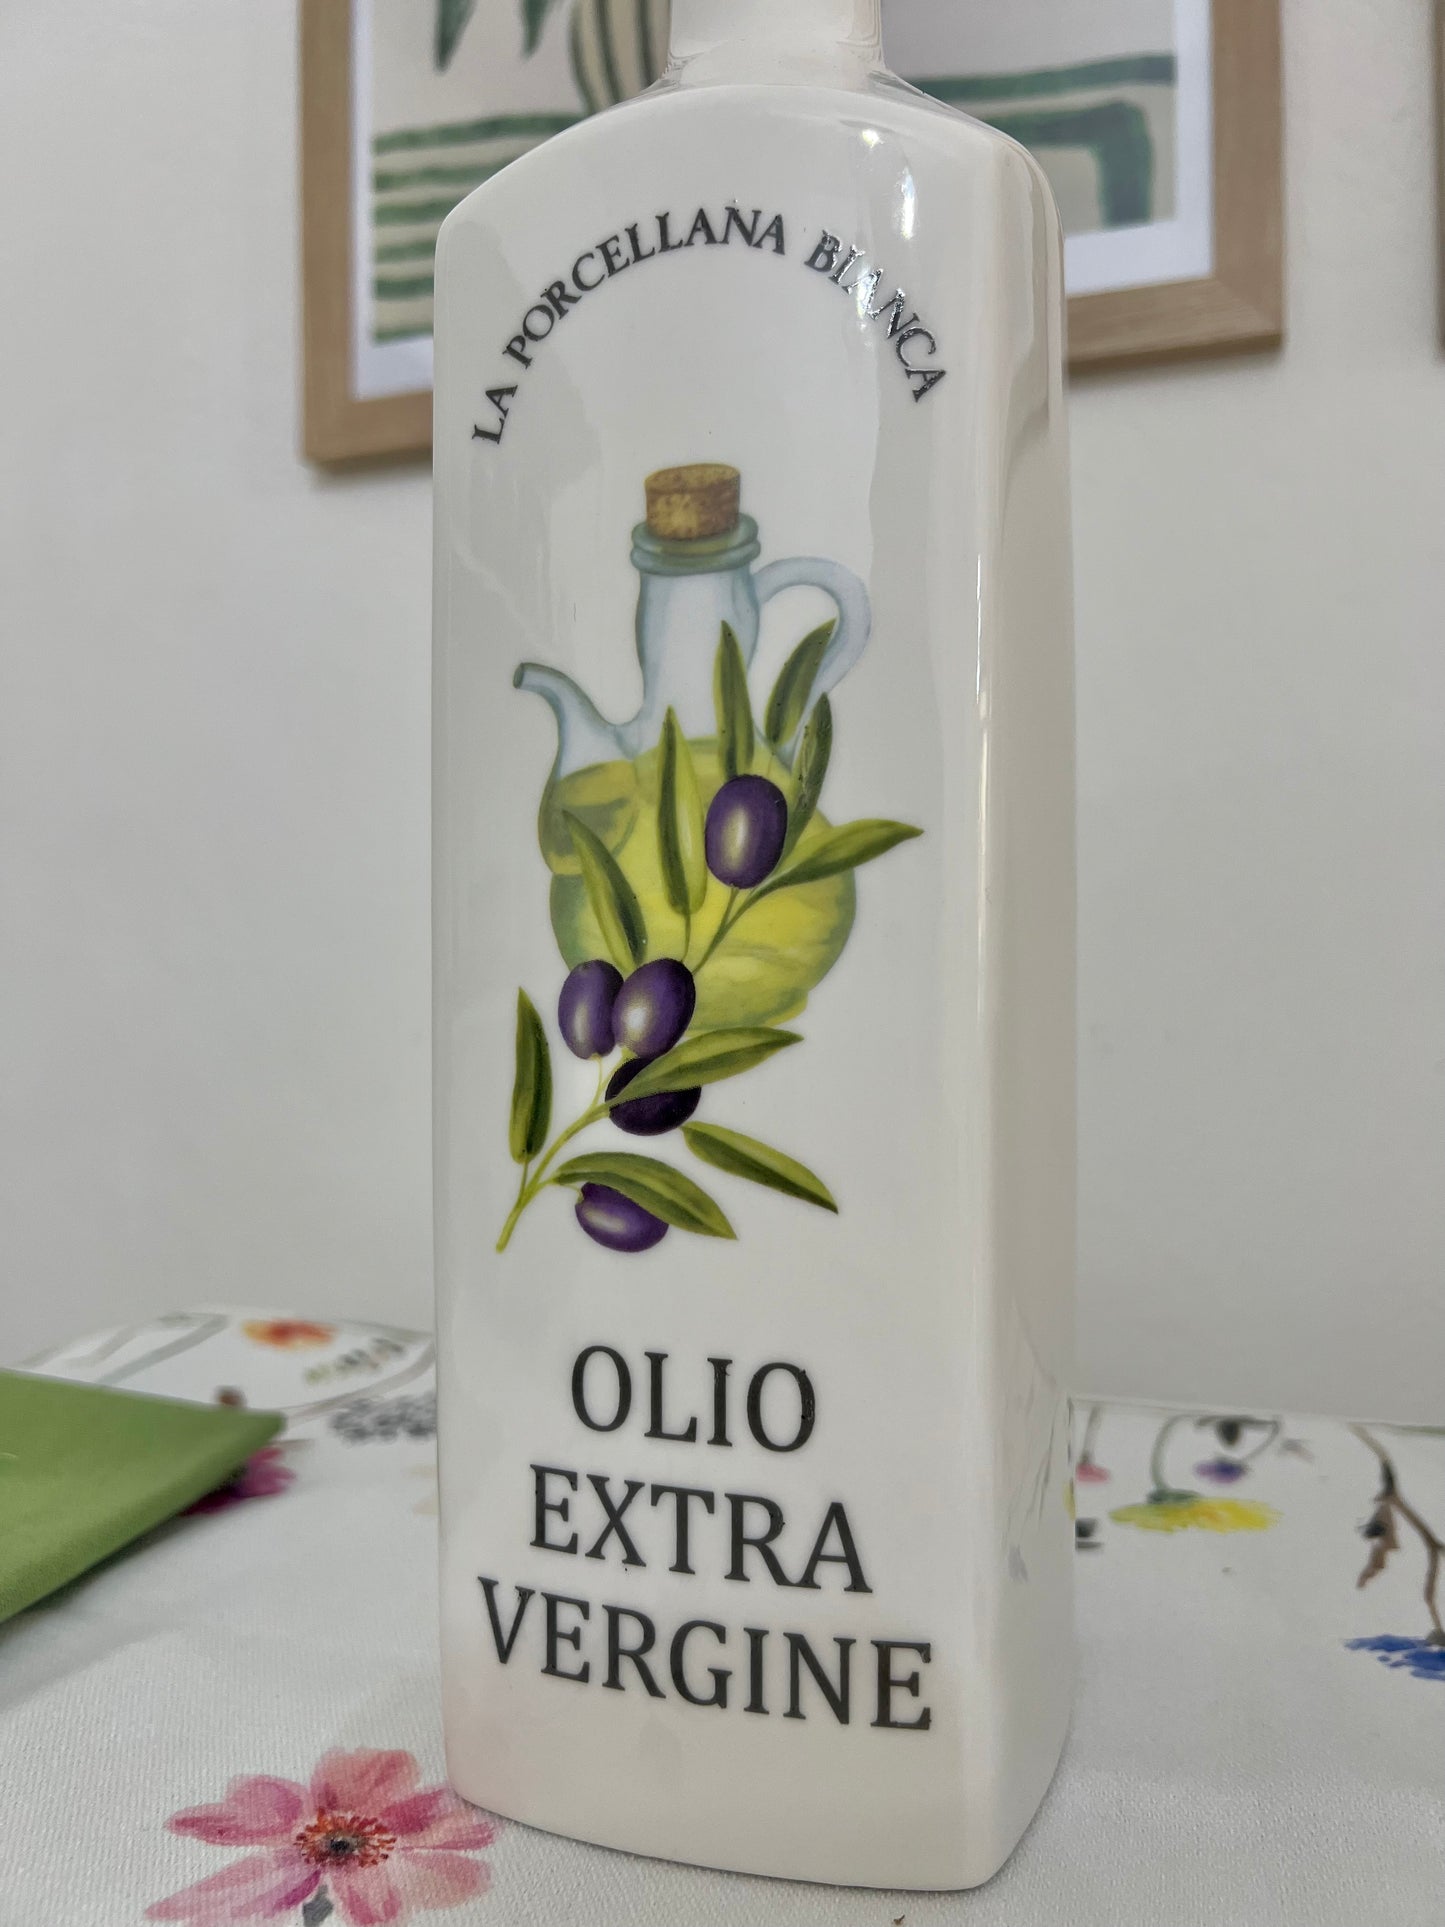 LA PORCELLANA BIANCA
OLIO
EXTRA
VERGINE